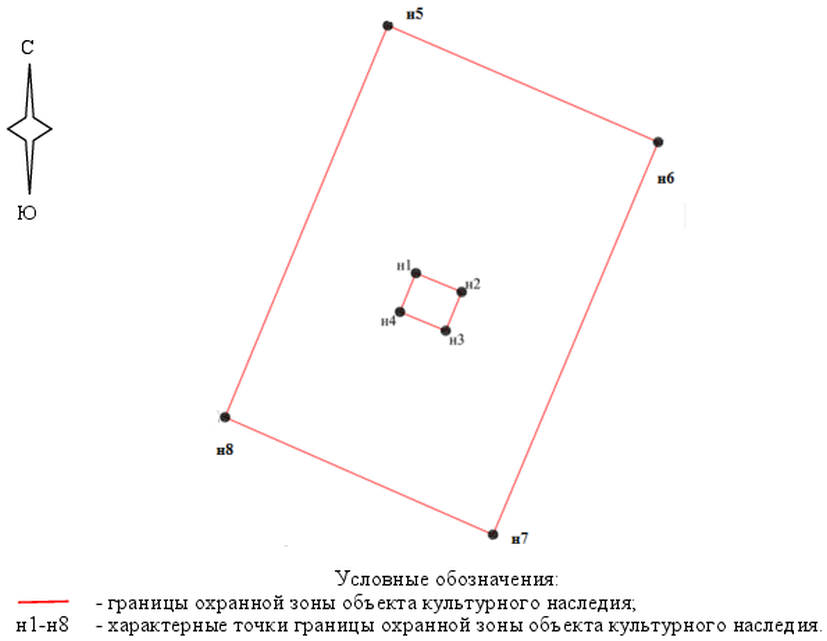 н5
С
н6
Ю
н1
н2
н4
н3
н8
н7
Условные обозначения:
- границы охранной зоны объекта культурного наследия;
н1-н8 - характерные точки границы охранной зоны объекта культурного наследия.